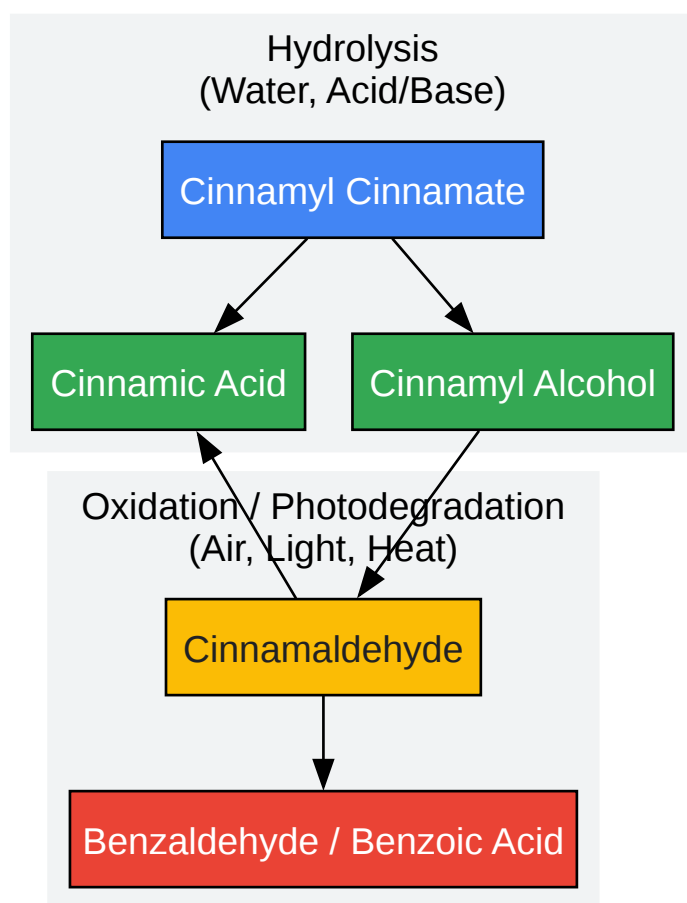 Hydrolysis
(Water, Acid/Base)
Cinnamyl Cinnamate
Cinnamic Acid
Cinnamyl Alcohol
Oxidation / Photodegradation
(Air, Light, Heat)
Cinnamaldehyde
Benzaldehyde / Benzoic Acid